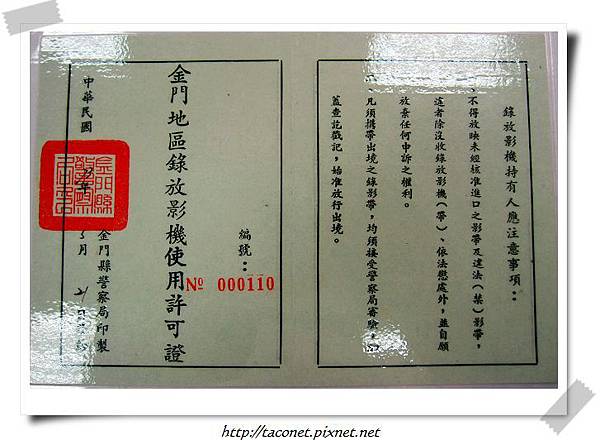 錄放影機持有人應注意事項：
一、不得放映未經核准進口之影帶及違法（禁）影帶，
違者除沒收錄放影機（帶）、依法懲處外，並自願
放棄任何申訴之權利。
二、凡須攜帶出境之錄影帶，均須接受警察局審驗，
蓋查訖戳記，始准放行出境。
編號：
№ 000110
金門地區錄放影機使用許可證
金門縣警察局印製
中華民國
年
月
21
http://taconet.pixnet.net